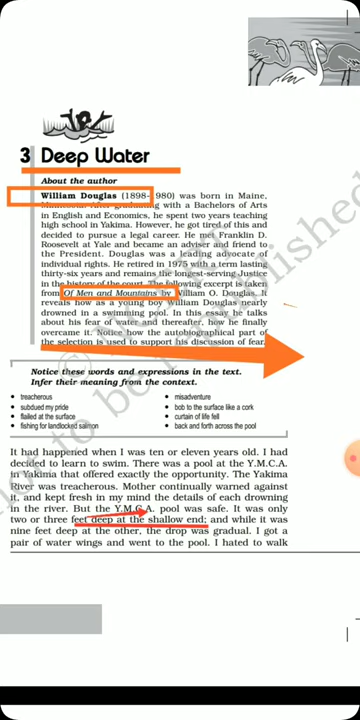 3 Deep Water
About the author
William Douglas (1898-1980) was born in Maine,
Minnesota. After graduating with a Bachelors of Arts
in English and Economics, he spent two years teaching
high school in Yakima. However, he got tired of this and
decided to pursue a legal career. He met Franklin D.
Roosevelt at Yale and became an adviser and friend to
the President. Douglas was a leading advocate of
individual rights. He retired in 1975 with a term lasting
thirty-six years and remains the longest-serving Justice
in the history of the court. The following excerpt is taken
from Of Men and Mountains by William O. Douglas. It
reveals how as a young boy William Douglas nearly
drowned in a swimming pool. In this essay he talks
about his fear of water and thereafter, how he finally
overcame it. Notice how the autobiographical part of
the selection is used to support his discussion of fear.
Notice these words and expressions in the text.
Infer their meaning from the context.
• treacherous
• subdued my pride
• flailed at the surface
• fishing for landlocked salmon
• misadventure
• bob to the surface like a cork
• curtain of life fell
• back and forth across the pool
It had happened when I was ten or eleven years old. I had
decided to learn to swim. There was a pool at the Y.M.C.A.
in Yakima that offered exactly the opportunity. The Yakima
River was treacherous. Mother continually warned against
it, and kept fresh in my mind the details of each drowning
in the river. But the Y.M.C.A. pool was safe. It was only
two or three feet deep at the shallow end; and while it was
nine feet deep at the other, the drop was gradual. I got a
pair of water wings and went to the pool. I hated to walk
not to be republished